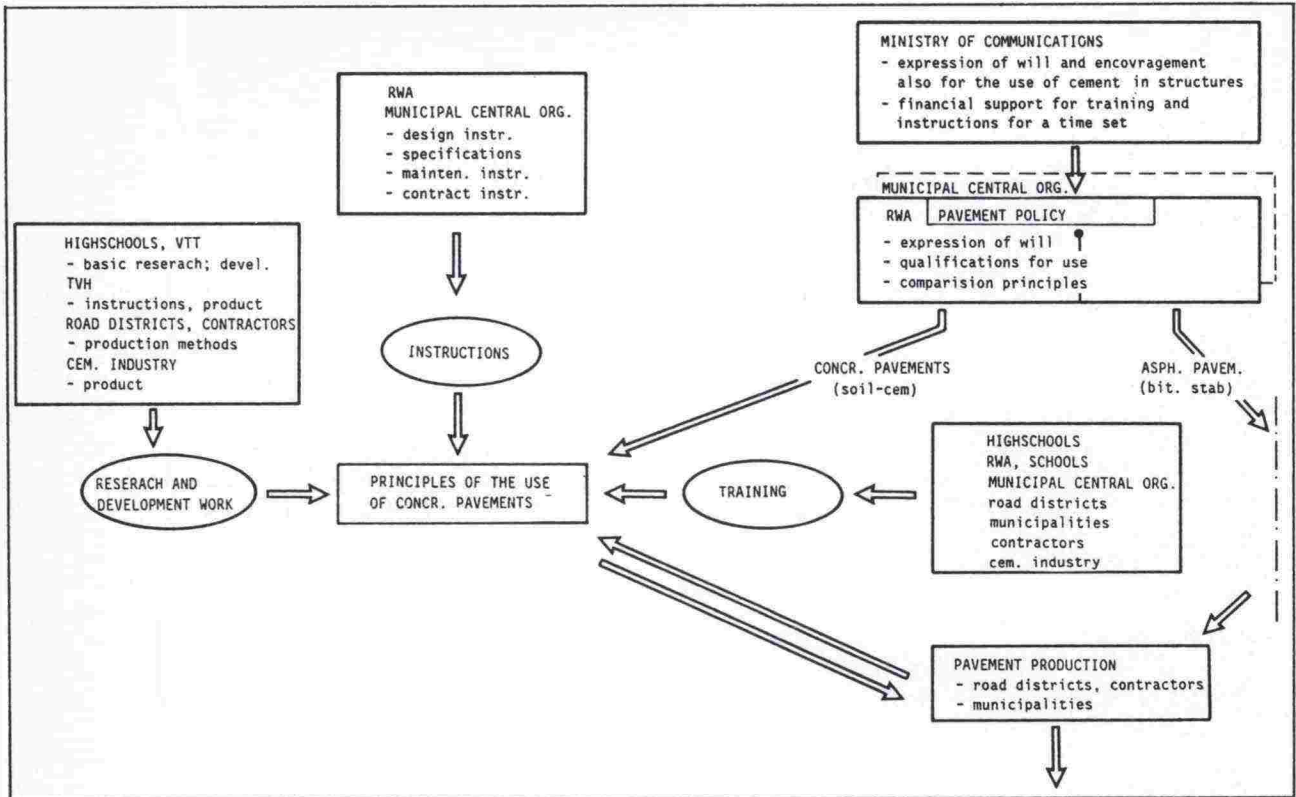 MINISTRY OF COMMUNICATIONS
- expression of will and encovragement
also for the use of cement in structures
- financial support for training and
instructions for a time set
RWA
MUNICIPAL CENTRAL ORG.
- design instr.
- specifications
- mainten. instr.
- contract instr.
MUNICIPAL CENTRAL ORG.
RWA PAVEMENT POLICY
- expression of will
- qualifications for use
- comparision principles
HIGHSCHOOLS, VTT
- basic reserach; devel.
TVH
- instructions, product
ROAD DISTRICTS, CONTRACTORS
- production methods
CEM. INDUSTRY
- product
INSTRUCTIONS
CONCR. PAVEMENTS
(soil-cem)
ASPH. PAVEM.
(bit. stab)
RESERACH AND
DEVELOPMENT WORK
PRINCIPLES OF THE USE
OF CONCR. PAVEMENTS
TRAINING
HIGHSCHOOLS
RWA, SCHOOLS
MUNICIPAL CENTRAL ORG.
road districts
municipalities
contractors
cem. industry
PAVEMENT PRODUCTION
- road districts, contractors
- municipalities